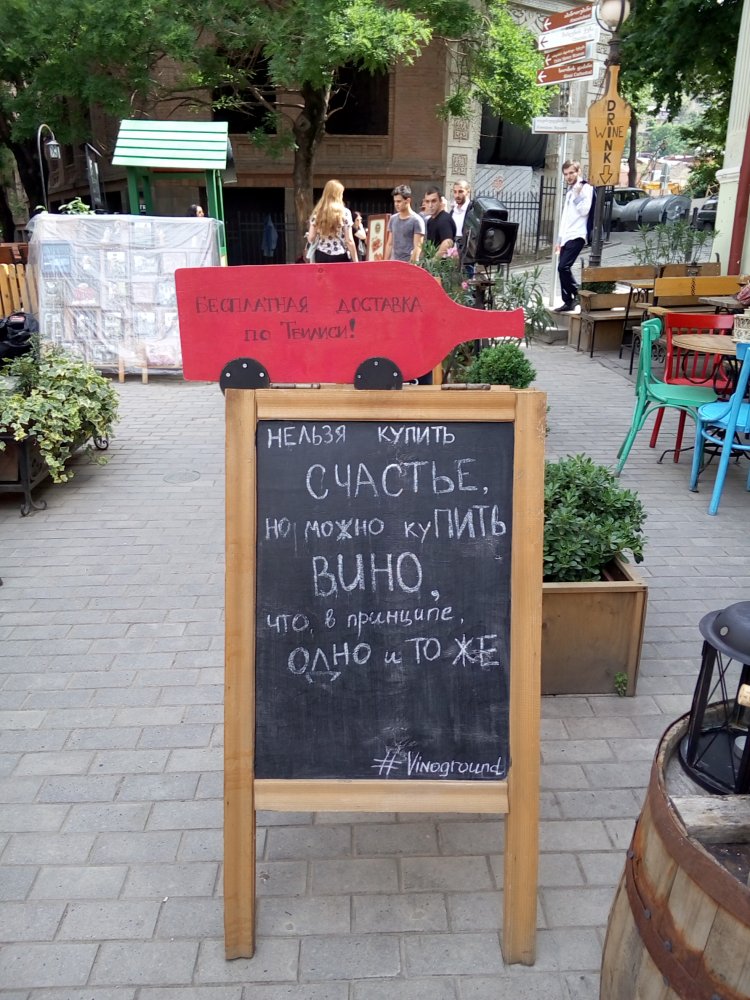 DRINK
WINE
БЕСПЛАТНАЯ ДОСТАВКА
по Тбилиси!
НЕЛЬЗЯ КУПИТЬ
СЧАСТЬЕ,
НО МОЖНО куПИТЬ
ВИНО,
что, в принципе,
ОДНО и ТО ЖЕ
#Vinoground